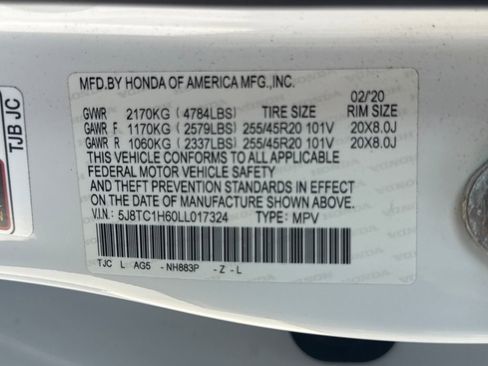 MFD.BY HONDA OF AMERICA MFG.,INC.
02/'20
GVWR 2170KG (4784LBS) TIRE SIZE RIM SIZE
GAWR F 1170KG (2579LBS) 255/45R20 101V 20X8.0J
GAWR R 1060KG (2337LBS) 255/45R20 101V 20X8.0J
THIS VEHICLE CONFORMS TO ALL APPLICABLE
FEDERAL MOTOR VEHICLE SAFETY
AND THEFT PREVENTION STANDARDS IN EFFECT
ON THE DATE OF MANUFACTURE SHOWN ABOVE.
V.I.N: 5J8TC1H60LL017324 TYPE: MPV
TJC L AG5 -NH883P -Z-L
TJB JC